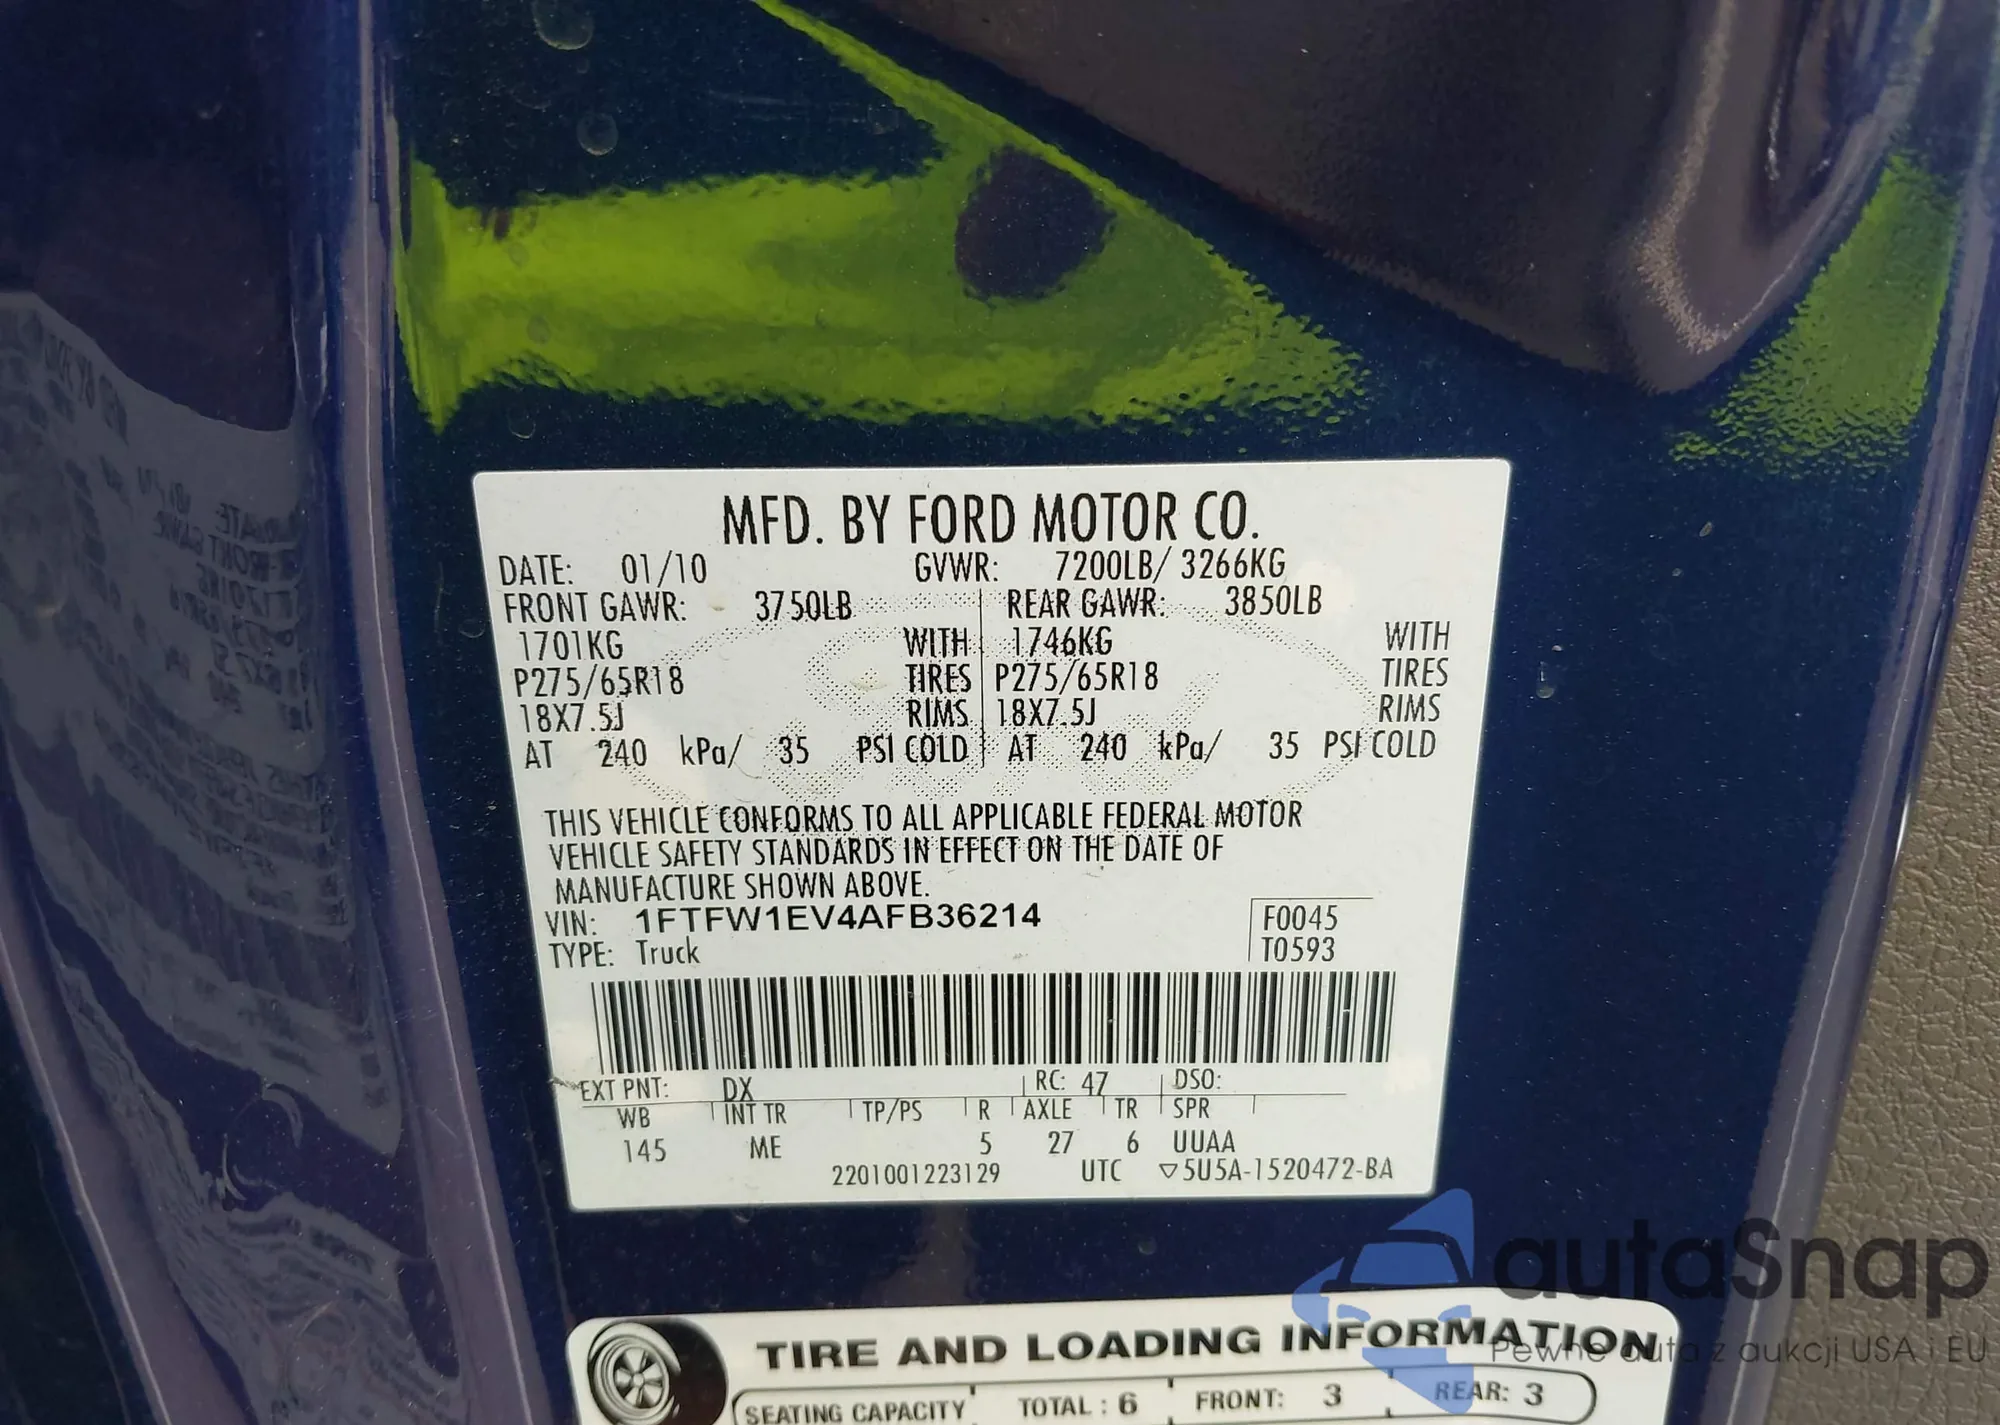 MFD. BY FORD MOTOR CO.
DATE: 01/10 GVWR: 7200LB/ 3266KG
FRONT GAWR: 3750LB REAR GAWR: 3850LB
1701KG WITH 1746KG WITH
P275/65R18 TIRES P275/65R18 TIRES
18X7.5J RIMS 18X7.5J RIMS
AT 240 kPa/ 35 PSI COLD AT 240 kPa/ 35 PSI COLD
THIS VEHICLE CONFORMS TO ALL APPLICABLE FEDERAL MOTOR
VEHICLE SAFETY STANDARDS IN EFFECT ON THE DATE OF
MANUFACTURE SHOWN ABOVE.
VIN: 1FTFW1EV4AFB36214 F0045
TYPE: Truck T0593
EXT PNT: DX RC: 47 DSO:
WB INT TR TP/PS R AXLE TR SPR
145 ME 5 27 6 UUAA
2201001223129 UTC ▽5U5A-1520472-BA
autaSnap
Pewne auta z aukcji USA i EU
TIRE AND LOADING INFORMATION
SEATING CAPACITY TOTAL : 6 FRONT: 3 REAR: 3